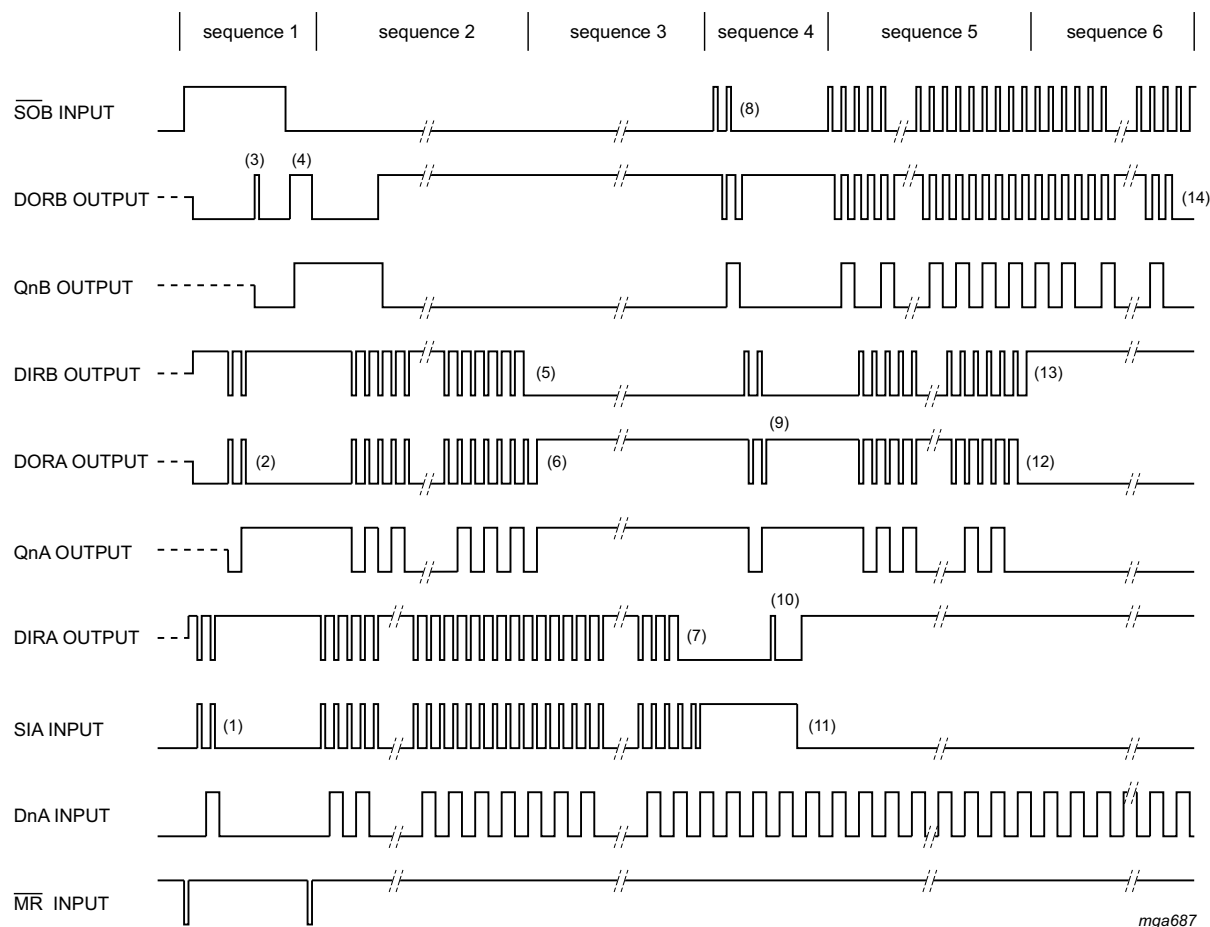 sequence 1 sequence 2 sequence 3 sequence 4 sequence 5 sequence 6
SOB INPUT
(8)
(3) (4)
DORB OUTPUT
(14)
QnB OUTPUT
DIRB OUTPUT
(5)
(13)
(9)
DORA OUTPUT
(2)
(6)
(12)
QnA OUTPUT
(10)
DIRA OUTPUT
(7)
SIA INPUT
(1)
(11)
DnA INPUT
MR INPUT
mga687